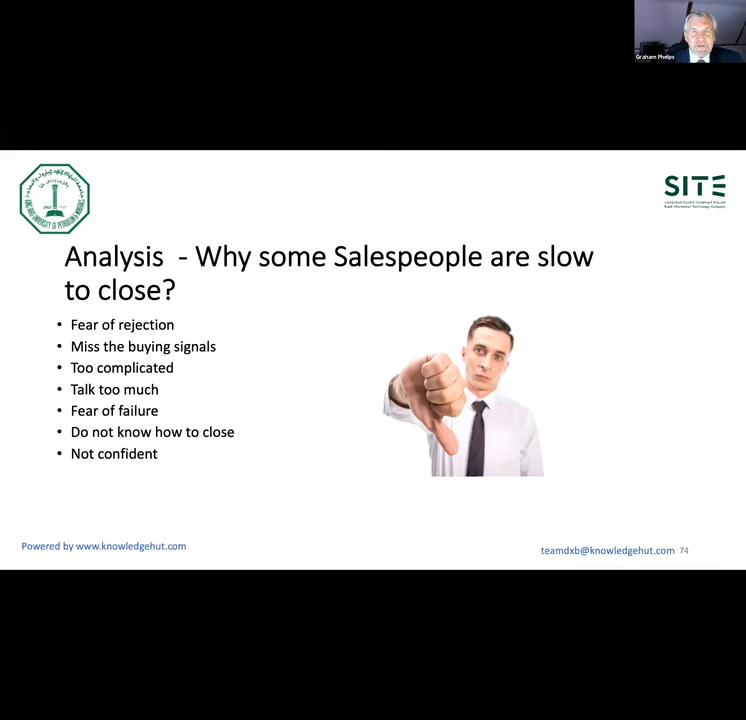 Graham Phelps
SITE
Analysis - Why some Salespeople are slow
to close?
• Fear of rejection
• Miss the buying signals
• Too complicated
• Talk too much
• Fear of failure
• Do not know how to close
• Not confident
Powered by www.knowledgehut.com
teamdxb@knowledgehut.com 74